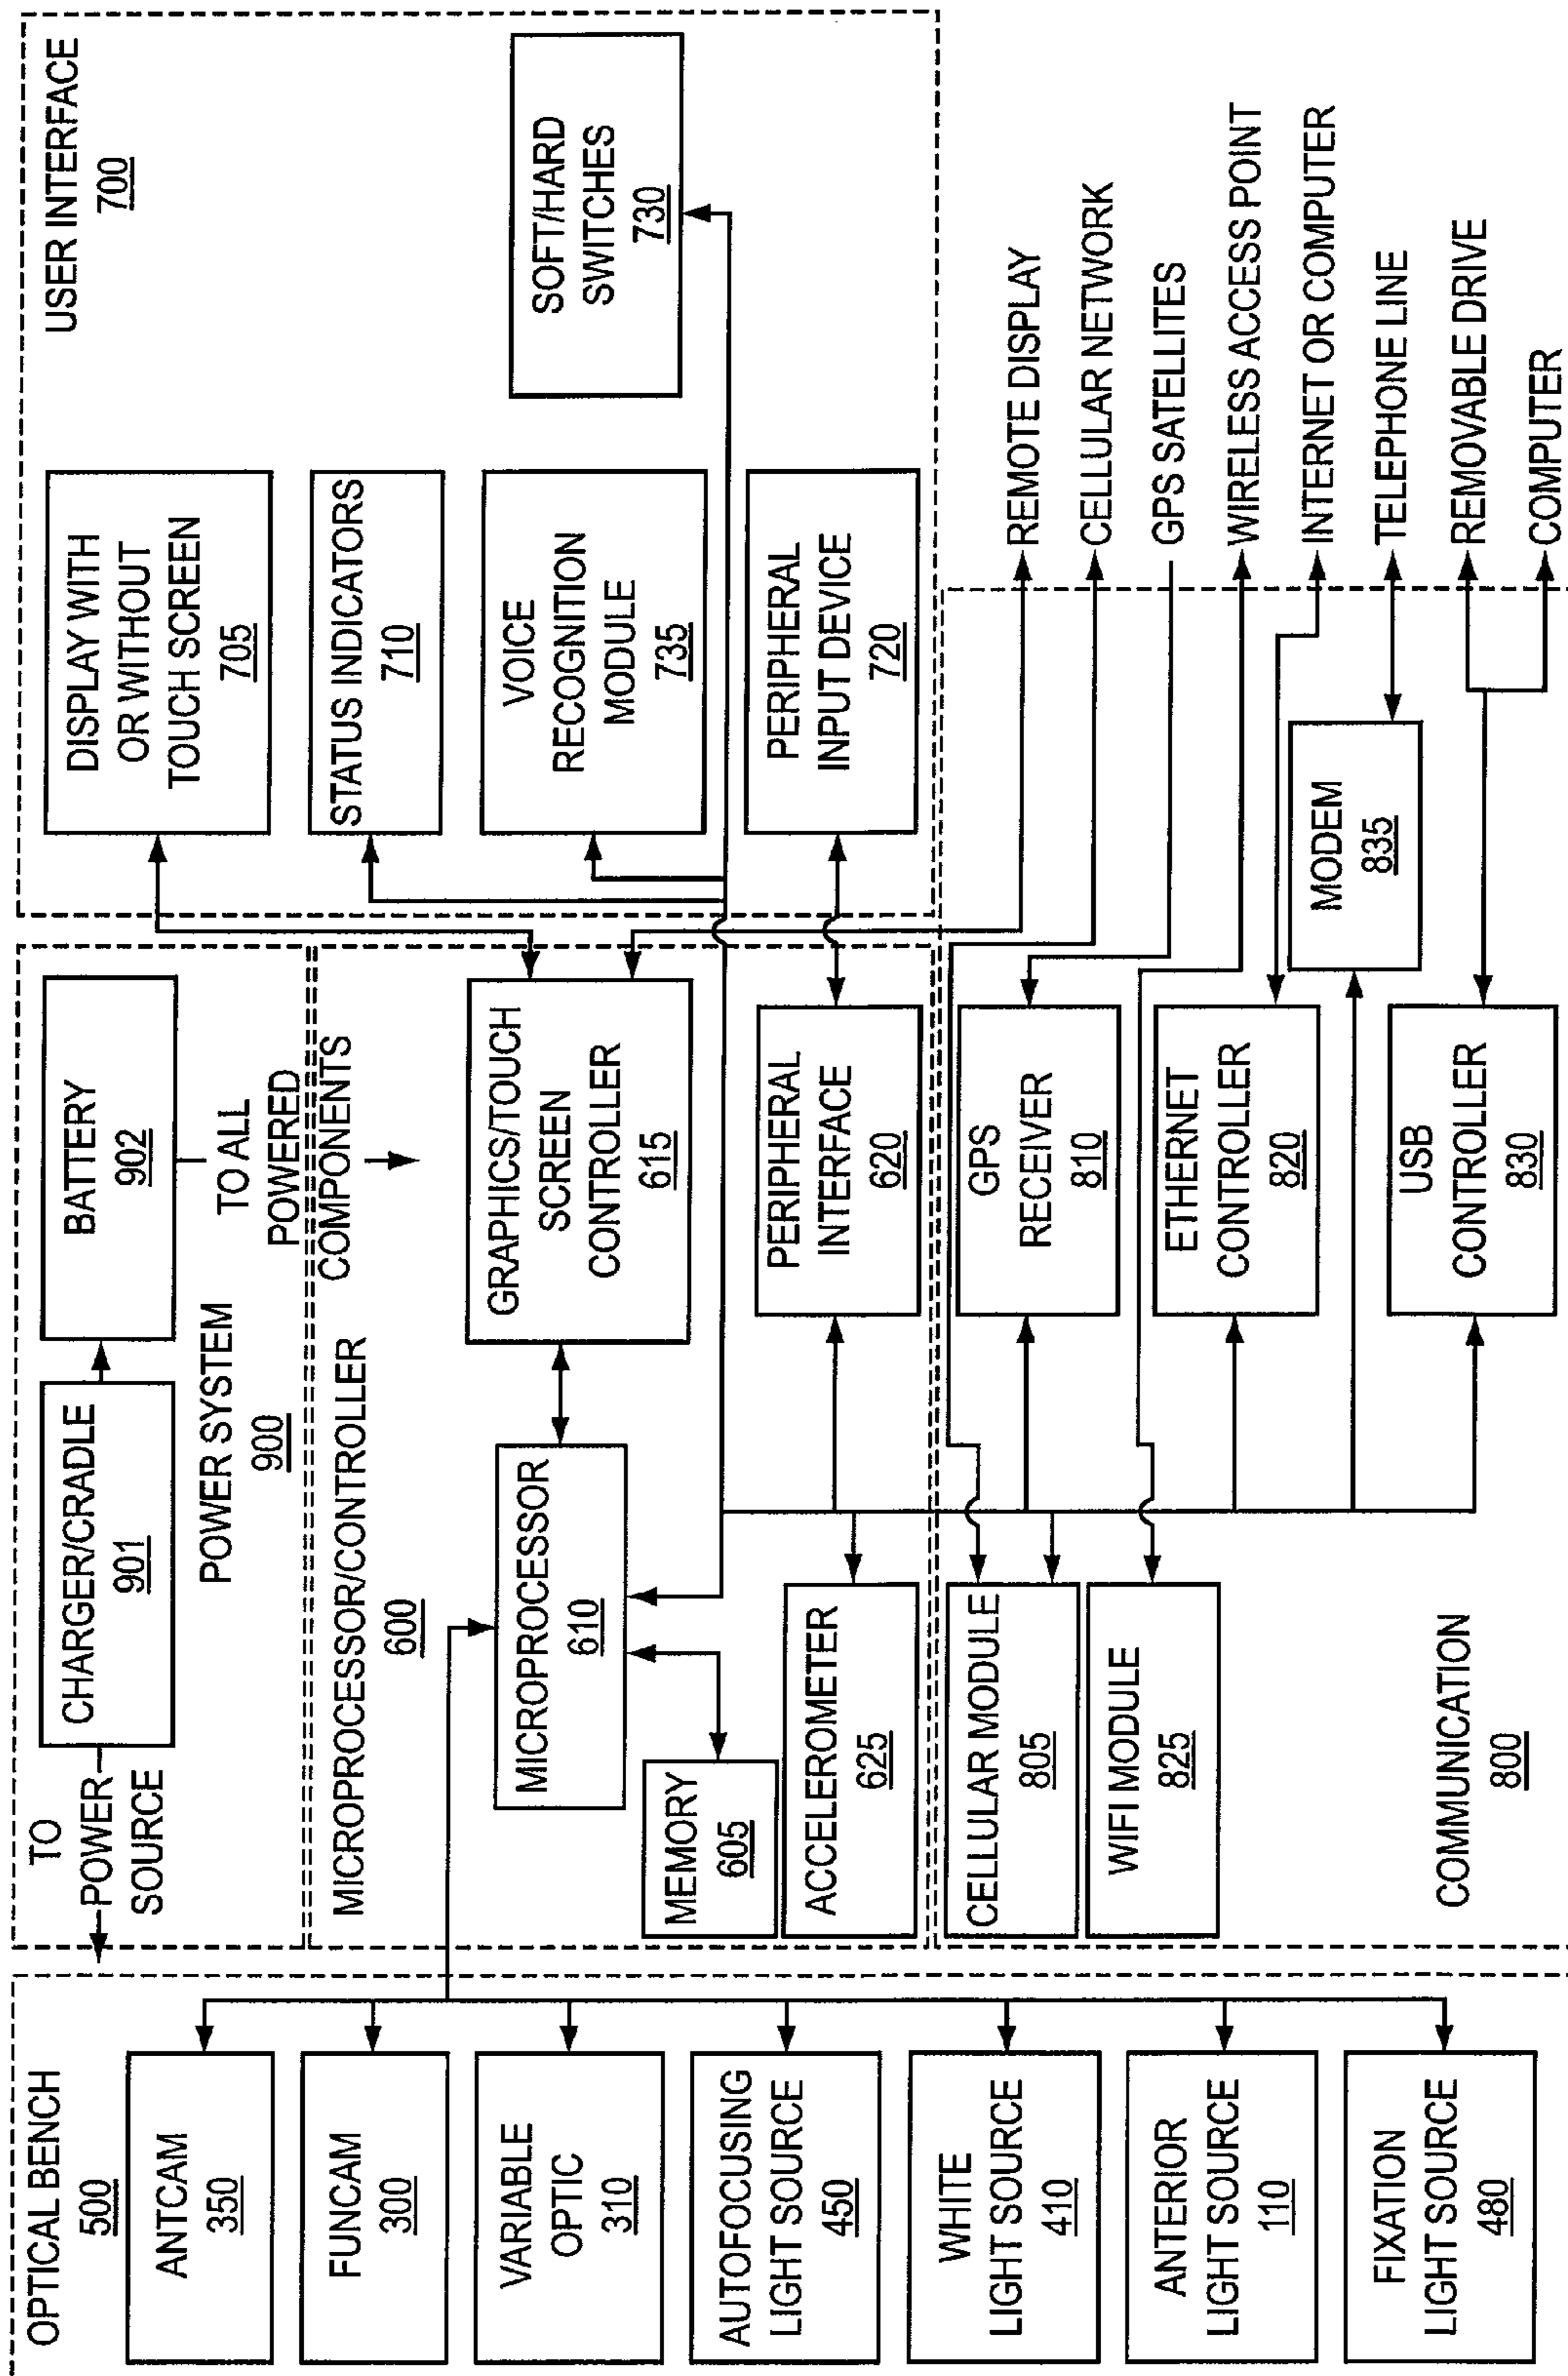 OPTICAL BENCH
500
ANTCAM
350
FUNCAM
300
VARIABLE
OPTIC
310
AUTOFOCUSING
LIGHT SOURCE
450
WHITE
LIGHT SOURCE
410
ANTERIOR
LIGHT SOURCE
110
FIXATION
LIGHT SOURCE
480
TO
POWER
SOURCE
CHARGER/CRADLE
901
BATTERY
902
POWER SYSTEM
900
TO ALL
POWERED
COMPONENTS
MICROPROCESSOR/CONTROLLER
600
MICROPROCESSOR
610
GRAPHICS/TOUCH
SCREEN
CONTROLLER
615
MEMORY
605
ACCELEROMETER
625
PERIPHERAL
INTERFACE
620
USER INTERFACE
700
DISPLAY WITH
OR WITHOUT
TOUCH SCREEN
705
STATUS INDICATORS
710
VOICE
RECOGNITION
MODULE
735
PERIPHERAL
INPUT DEVICE
720
SOFT/HARD
SWITCHES
730
CELLULAR MODULE
805
WIFI MODULE
825
GPS
RECEIVER
810
ETHERNET
CONTROLLER
820
MODEM
835
USB
CONTROLLER
830
COMMUNICATION
800
REMOTE DISPLAY
CELLULAR NETWORK
GPS SATELLITES
WIRELESS ACCESS POINT
INTERNET OR COMPUTER
TELEPHONE LINE
REMOVABLE DRIVE
COMPUTER